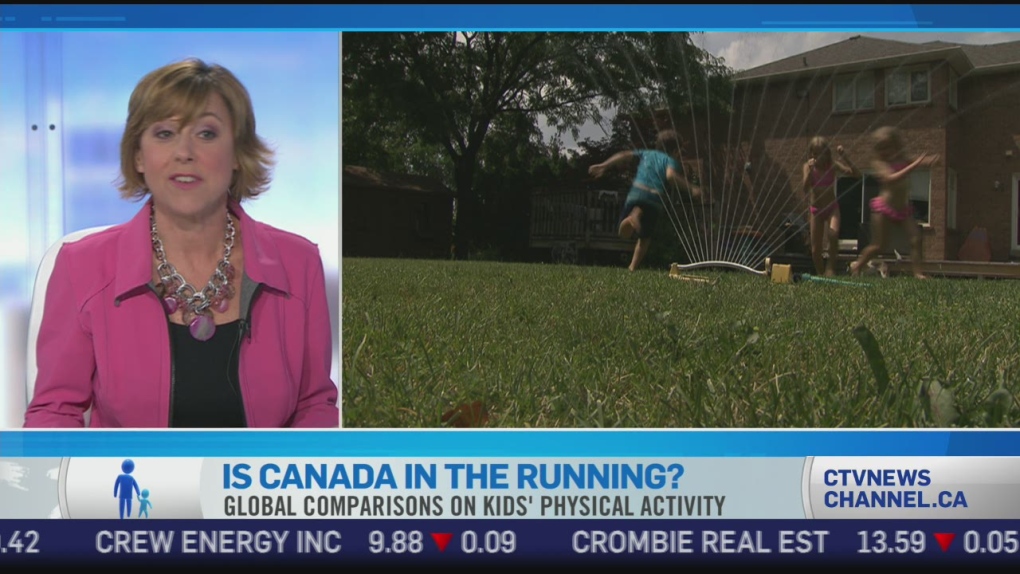 IS CANADA IN THE RUNNING?
GLOBAL COMPARISONS ON KIDS' PHYSICAL ACTIVITY
CTVNEWS
CHANNEL.CA
.42 CREW ENERGY INC 9.88 ▼ 0.09 CROMBIE REAL EST 13.59 ▼ 0.05